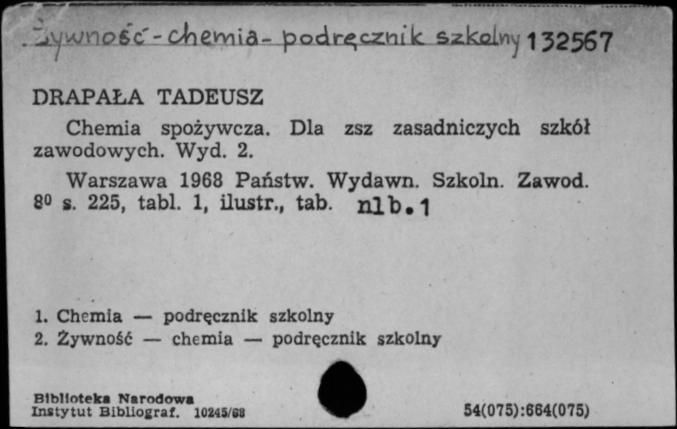 Żywność - chemia - podręcznik szkolny 132567
DRAPAŁA TADEUSZ
Chemia spożywcza. Dla zsz zasadniczych szkół
zawodowych. Wyd. 2.
Warszawa 1968 Państw. Wydawn. Szkoln. Zawod.
8⁰ s. 225, tabl. 1, ilustr., tab. nlb.1
1. Chemia — podręcznik szkolny
2. Żywność — chemia — podręcznik szkolny
Biblioteka Narodowa
Instytut Bibliograf. 10245/68 54(075):664(075)